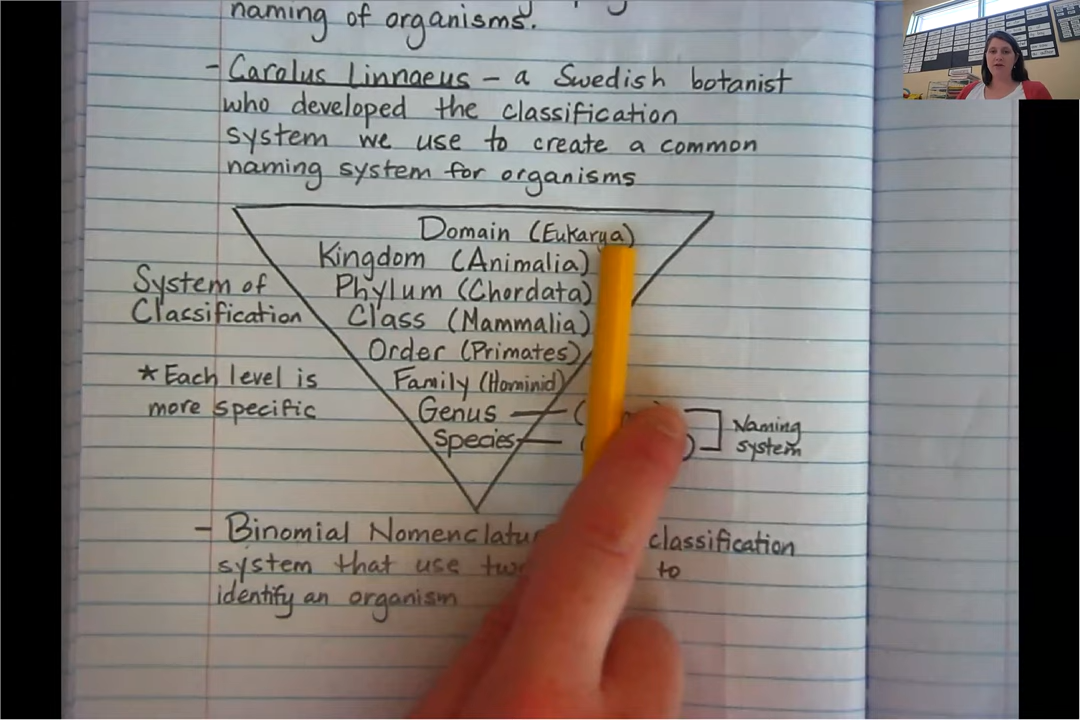 naming of organisms.
- Carolus Linnaeus - a Swedish botanist
who developed the classification
system we use to create a common
naming system for organisms
Domain (Eukarya)
Kingdom (Animalia)
Phylum (Chordata)
Class (Mammalia)
Order (Primates)
Family (Hominid)
Genus
Species
System of
Classification
* Each level is
more specific
Naming
system
- Binomial classification
system that use to
identify an organism